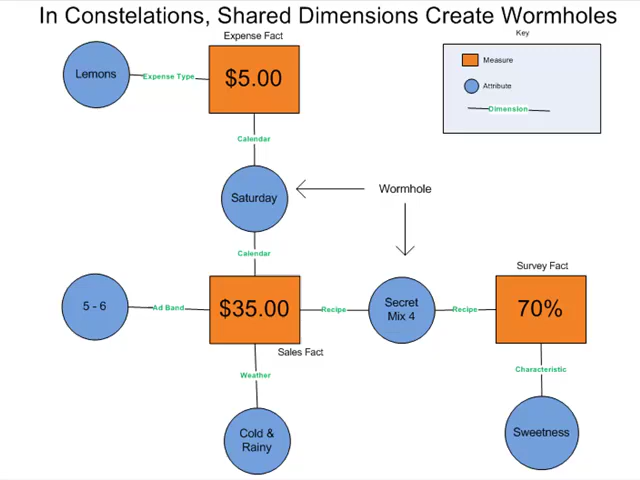 In Constelations, Shared Dimensions Create Wormholes
Expense Fact
Key
Lemons
Expense Type
$5.00
Measure
Attribute
Dimension
Calendar
Saturday
Wormhole
Calendar
Survey Fact
5 - 6
Ad Band
$35.00
Recipe
Secret
Mix 4
Recipe
70%
Sales Fact
Weather
Characteristic
Cold &
Rainy
Sweetness